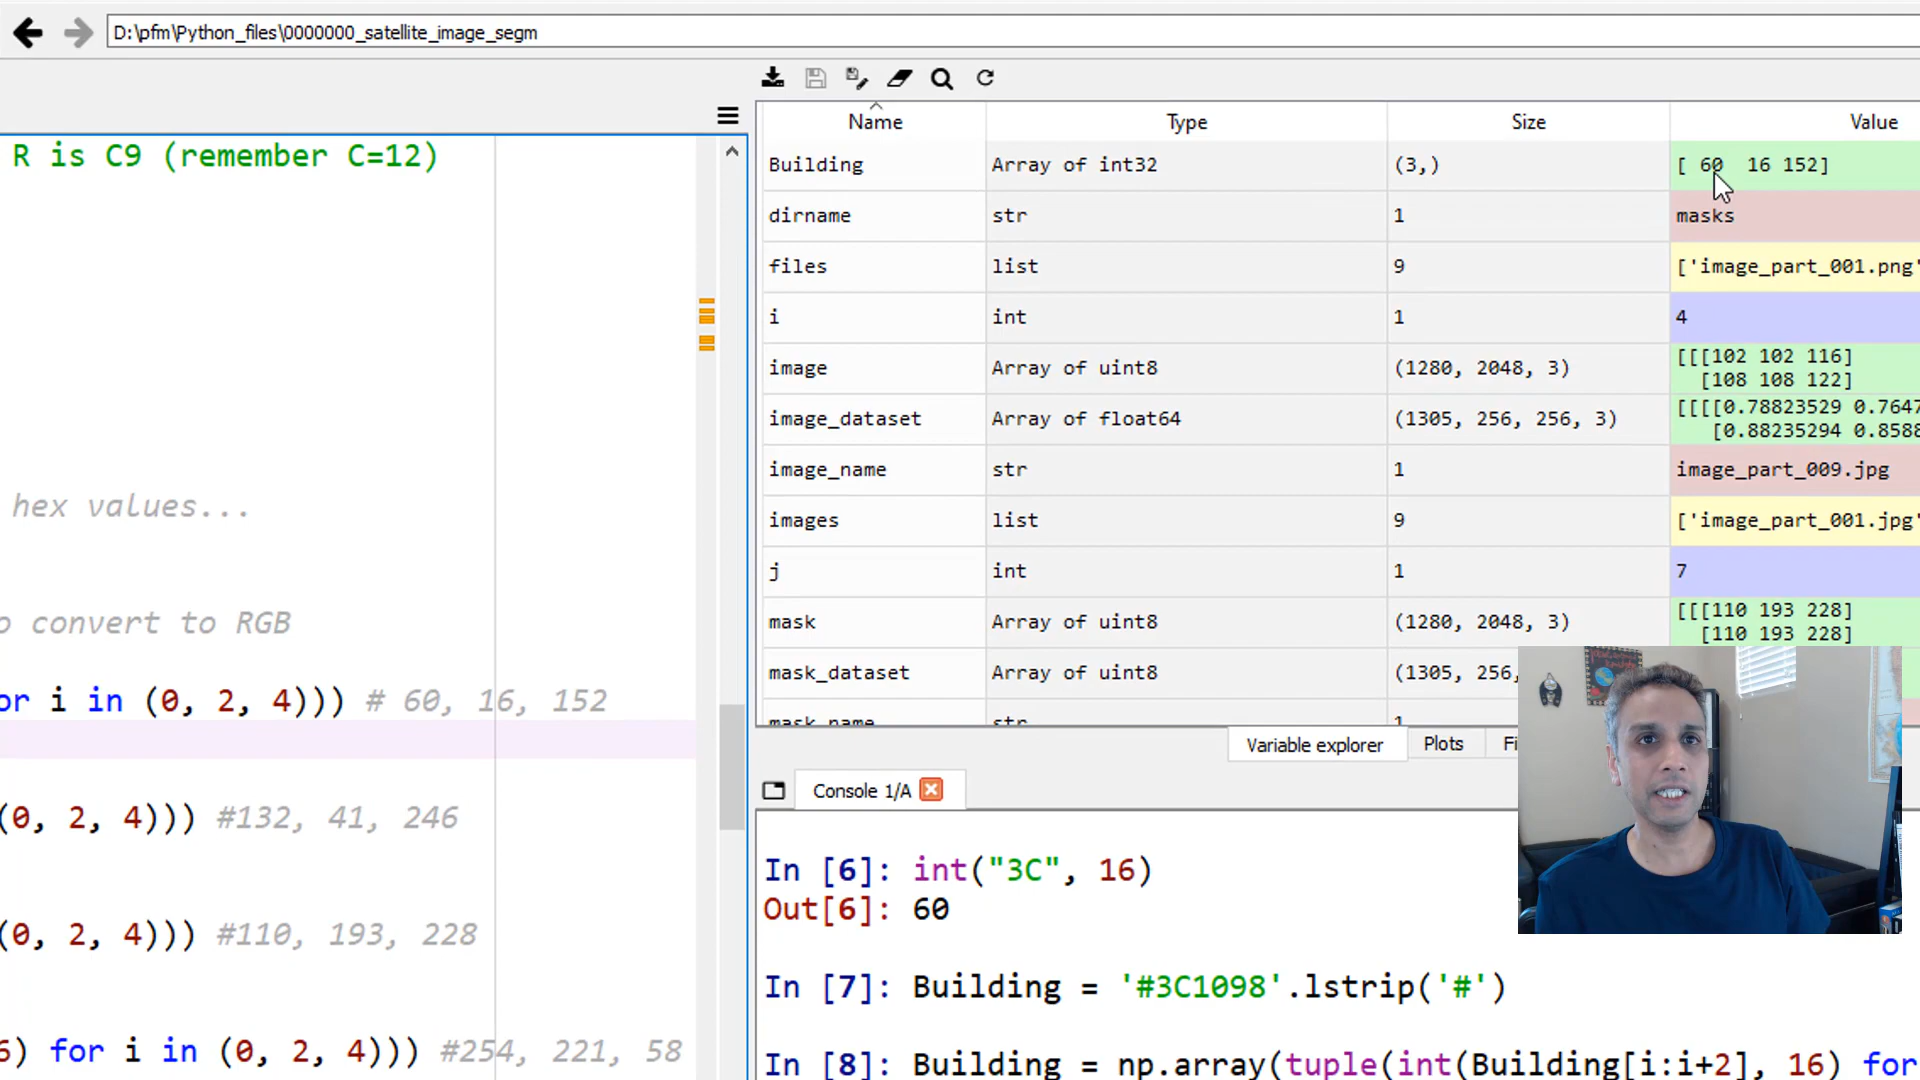 D:\pfm\Python_files\0000000_satellite_image_segm
R is C9 (remember C=12)
hex values...
o convert to RGB
or i in (0, 2, 4))) # 60, 16, 152
(0, 2, 4))) #132, 41, 246
(0, 2, 4))) #110, 193, 228
6) for i in (0, 2, 4))) #254, 221, 58
Name Type Size Value
Building Array of int32 (3,) [ 60 16 152]
dirname str 1 masks
files list 9 ['image_part_001.png'
i int 1 4
image Array of uint8 (1280, 2048, 3) [[[102 102 116]
[108 108 122]
image_dataset Array of float64 (1305, 256, 256, 3) [[[[0.78823529 0.7647
[0.88235294 0.8588
image_name str 1 image_part_009.jpg
images list 9 ['image_part_001.jpg'
j int 1 7
mask Array of uint8 (1280, 2048, 3) [[[110 193 228]
[110 193 228]
mask_dataset Array of uint8 (1305, 256,
mask_name str 1
Variable explorer Plots Fi
Console 1/A
In [6]: int("3C", 16)
Out[6]: 60
In [7]: Building = '#3C1098'.lstrip('#')
In [8]: Building = np.array(tuple(int(Building[i:i+2], 16) for